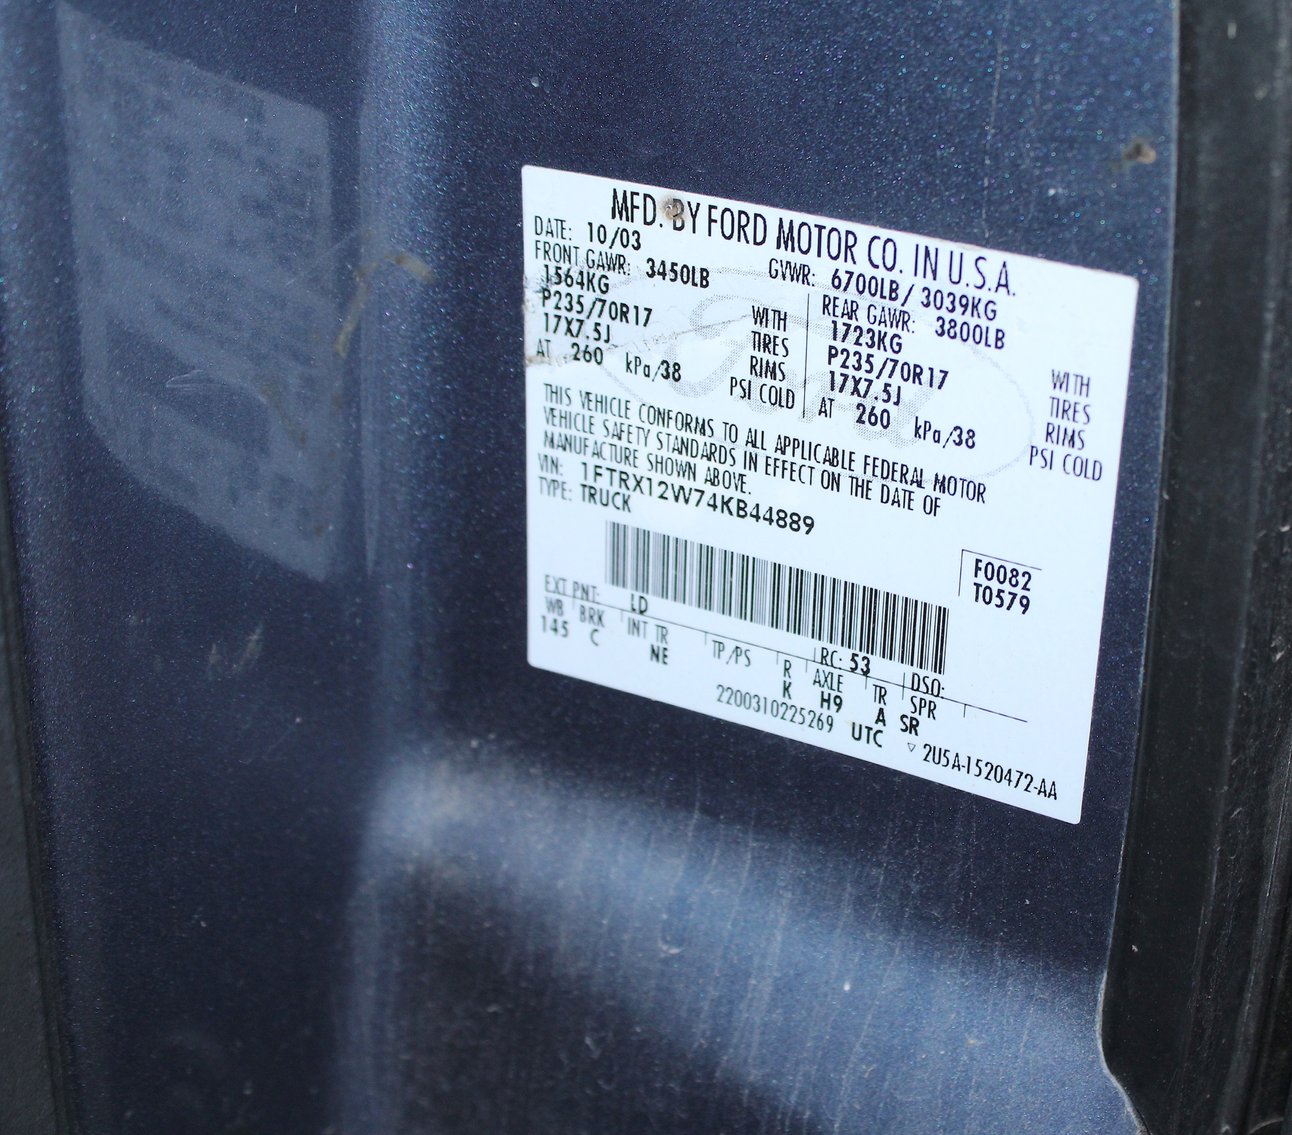 MFD. BY FORD MOTOR CO. IN U.S.A.
DATE: 10/03 GVWR: 6700LB/ 3039KG
FRONT GAWR: 3450LB REAR GAWR: 3800LB
1564KG WITH 1723KG WITH
P235/70R17 TIRES P235/70R17 TIRES
17X7.5J RIMS 17X7.5J RIMS
AT 260 kPa/38 PSI COLD AT 260 kPa/38 PSI COLD
THIS VEHICLE CONFORMS TO ALL APPLICABLE FEDERAL MOTOR
VEHICLE SAFETY STANDARDS IN EFFECT ON THE DATE OF
MANUFACTURE SHOWN ABOVE.
VIN: 1FTRX12W74KB44889
TYPE: TRUCK
F0082
T0579
EXT PNT: LD RC: 53 DSO:
WB BRK INT TR TP/PS R AXLE TR SPR
145 C NE K H9 A SR
2200310225269 UTC ▽ 2U5A-1520472-AA